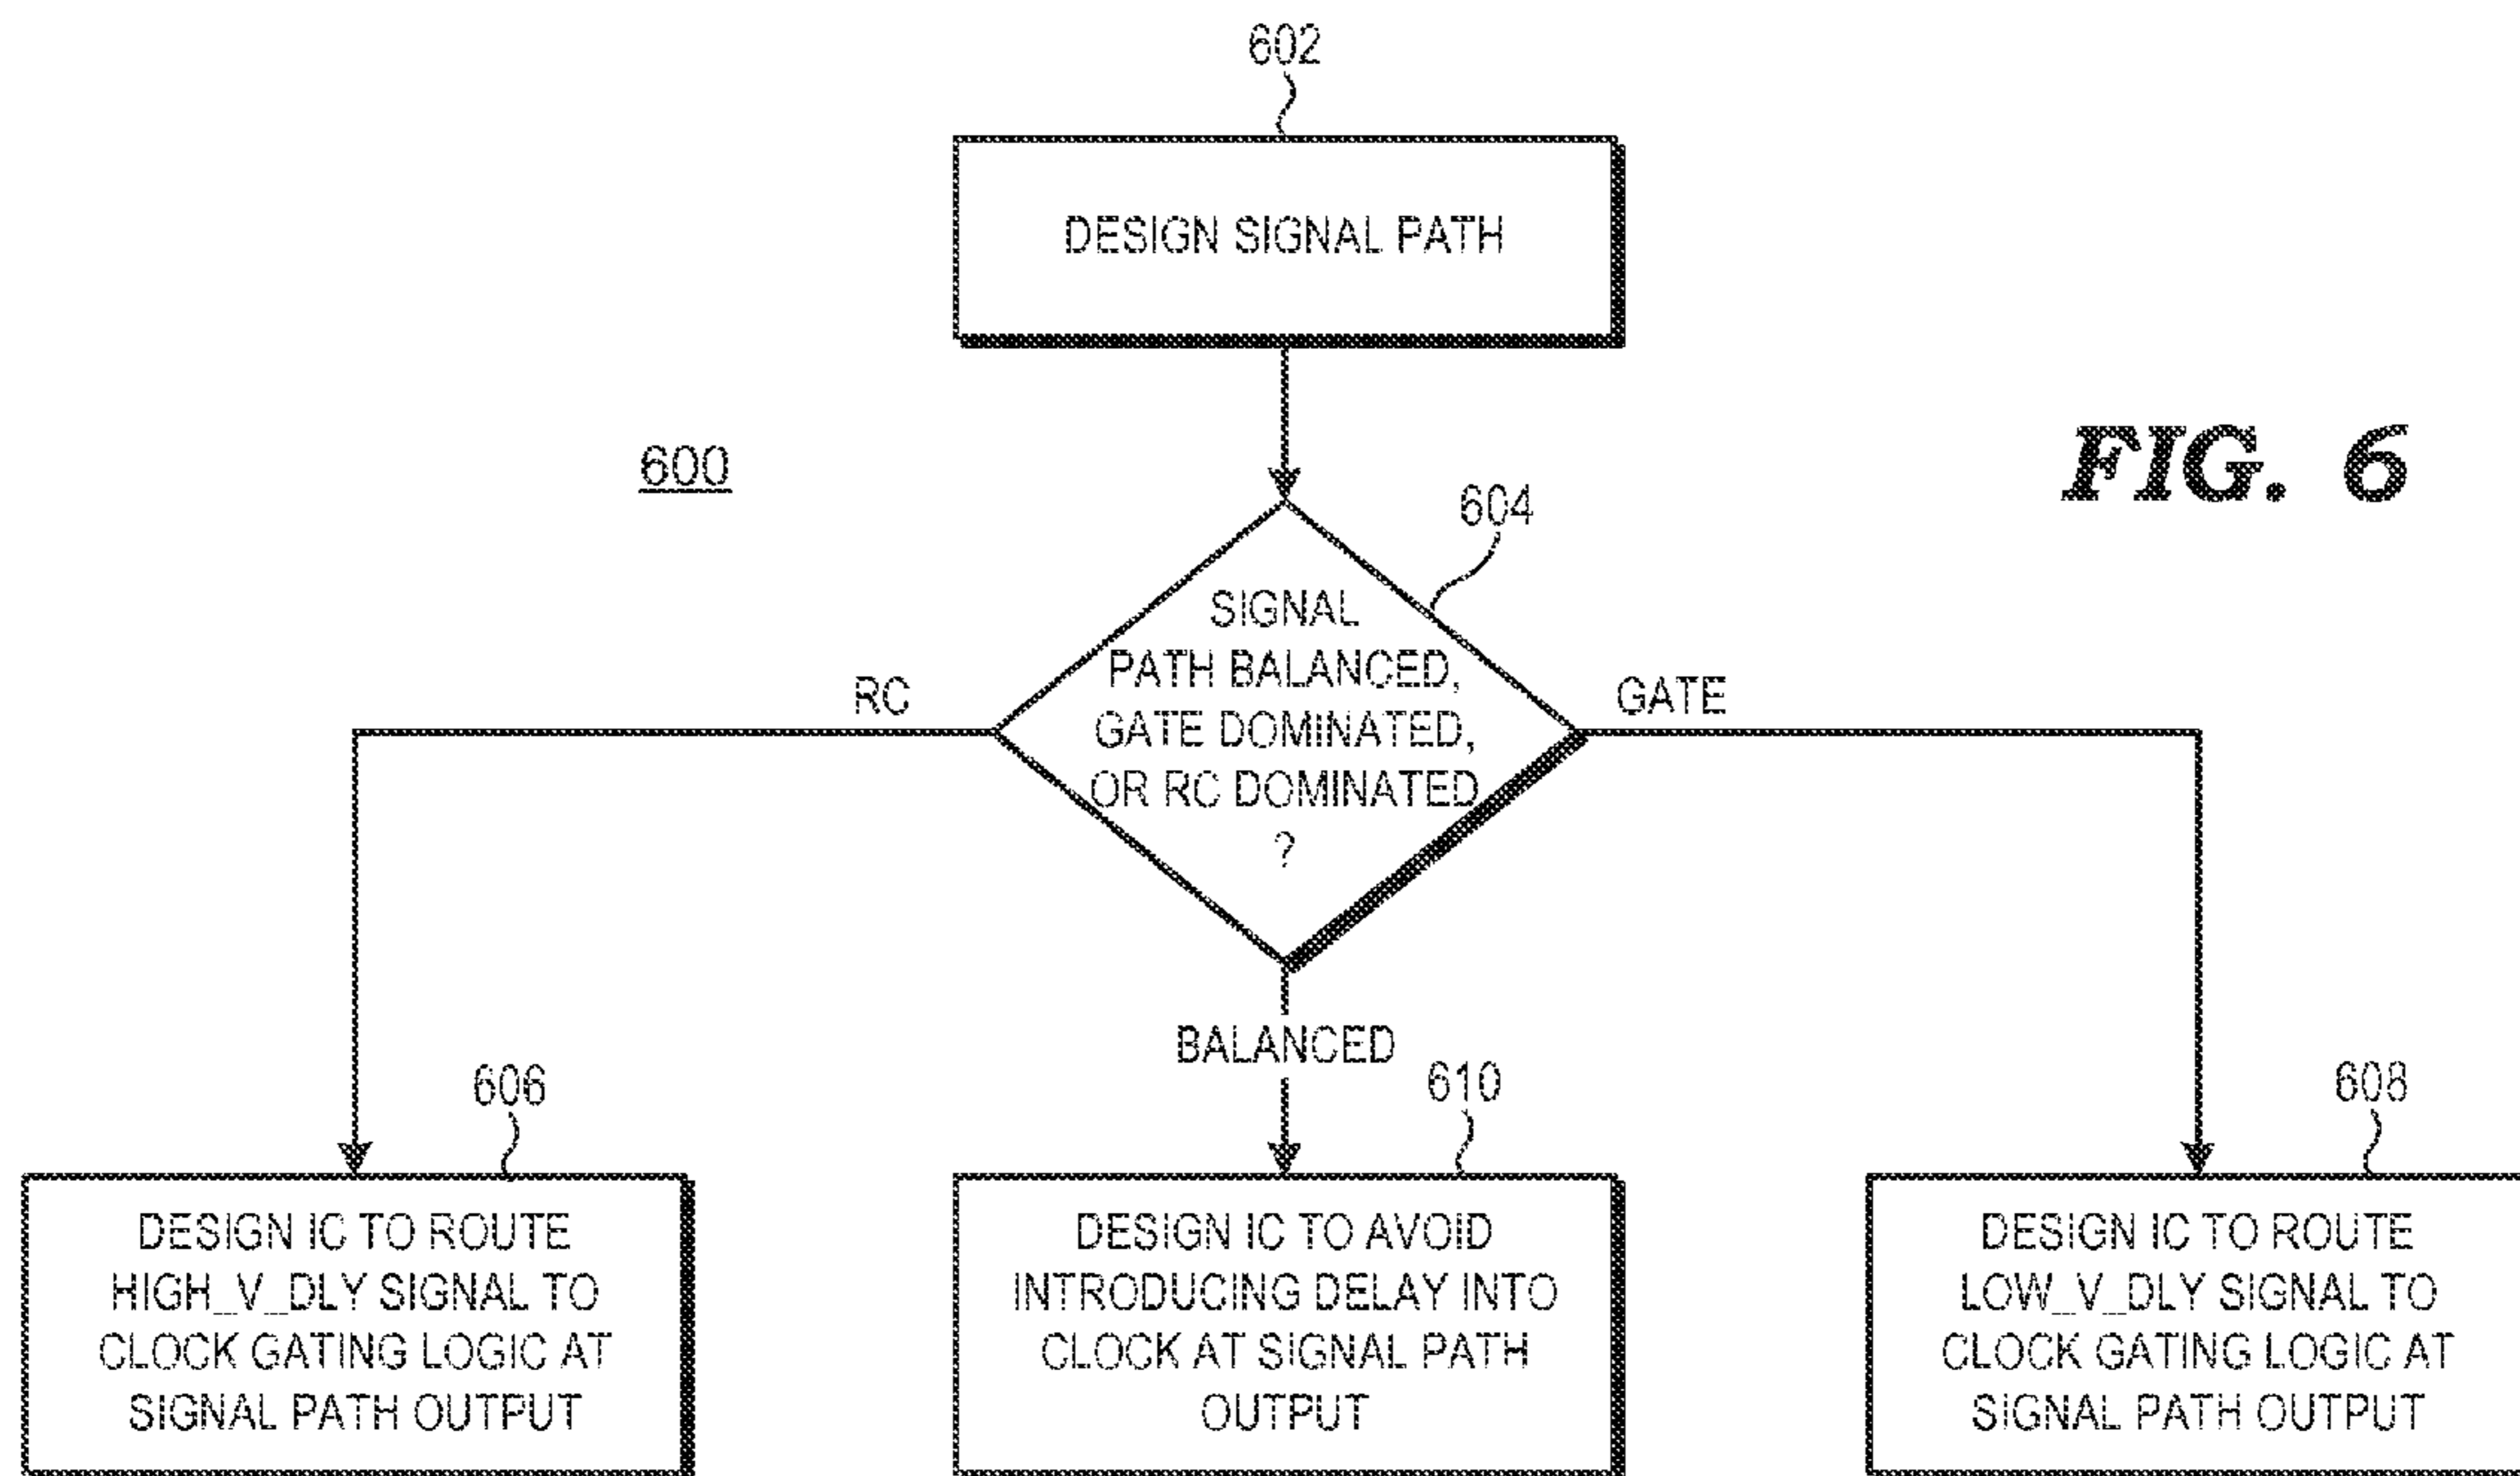 602
DESIGN SIGNAL PATH
600
FIG. 6
604
SIGNAL
PATH BALANCED,
GATE DOMINATED,
OR RC DOMINATED
?
RC
GATE
BALANCED
606
DESIGN IC TO ROUTE
HIGH_V_DLY SIGNAL TO
CLOCK GATING LOGIC AT
SIGNAL PATH OUTPUT
610
DESIGN IC TO AVOID
INTRODUCING DELAY INTO
CLOCK AT SIGNAL PATH
OUTPUT
608
DESIGN IC TO ROUTE
LOW_V_DLY SIGNAL TO
CLOCK GATING LOGIC AT
SIGNAL PATH OUTPUT